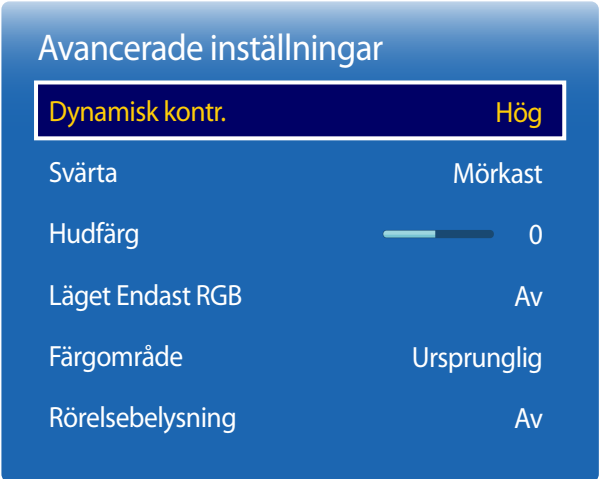 Avancerade inställningar
Dynamisk kontr. Hög
Svärta Mörkast
Hudfärg 0
Läget Endast RGB Av
Färgområde Ursprunglig
Rörelsebelysning Av